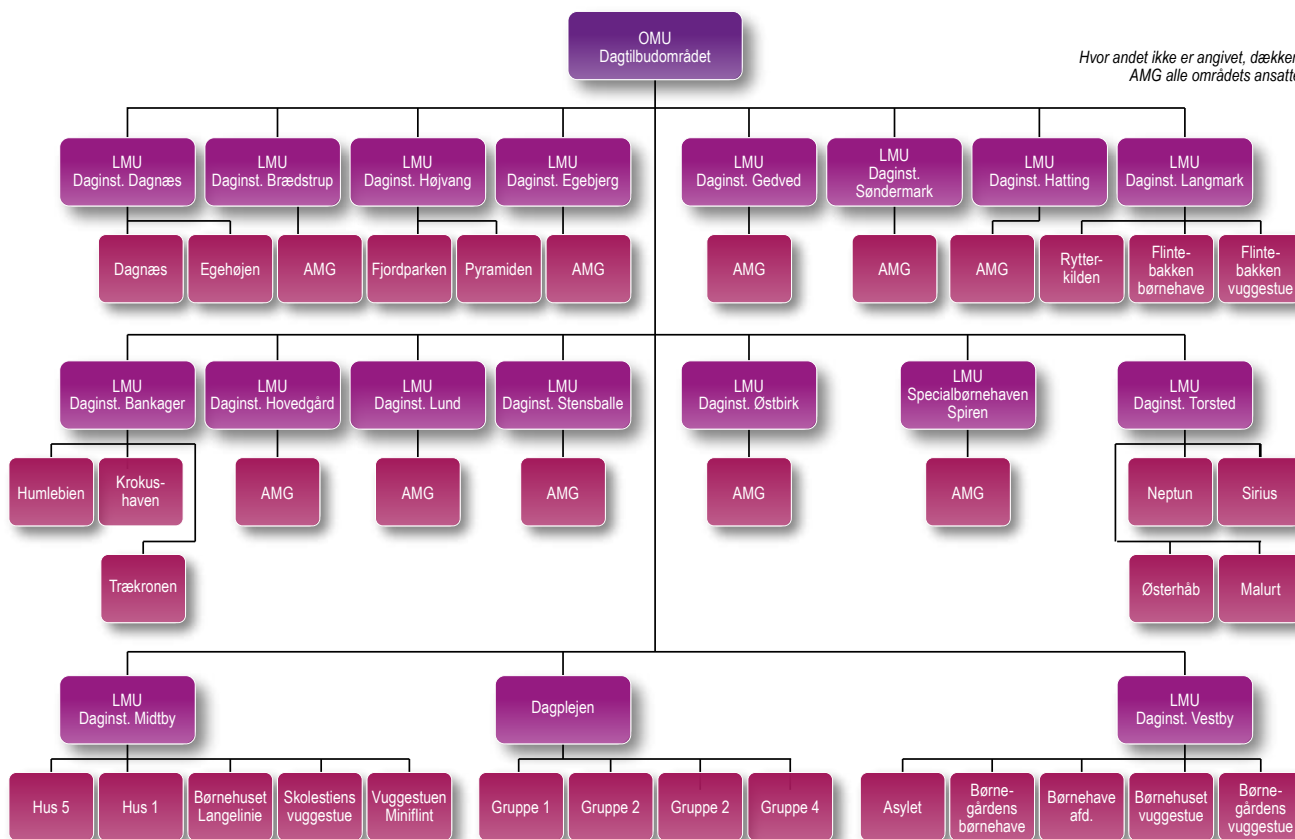 OMU
Dagtilbudområdet
Hvor andet ikke er angivet, dækker
AMG alle områdets ansatte
LMU
Daginst. Dagnæs
LMU
Daginst. Brædstrup
LMU
Daginst. Højvang
LMU
Daginst. Egebjerg
LMU
Daginst. Gedved
LMU
Daginst.
Søndermark
LMU
Daginst. Hatting
LMU
Daginst. Langmark
Dagnæs
Egehøjen
AMG
Fjordparken
Pyramiden
AMG
AMG
AMG
AMG
Rytter-
kilden
Flinte-
bakken
børnehave
Flinte-
bakken
vuggestue
LMU
Daginst. Bankager
LMU
Daginst. Hovedgård
LMU
Daginst. Lund
LMU
Daginst. Stensballe
LMU
Daginst. Østbirk
LMU
Specialbørnehaven
Spiren
LMU
Daginst. Torsted
Humlebien
Krokus-
haven
AMG
AMG
AMG
AMG
AMG
Neptun
Sirius
Trækronen
Østerhåb
Malurt
LMU
Daginst. Midtby
Dagplejen
LMU
Daginst. Vestby
Hus 5
Hus 1
Børnehuset
Langelinie
Skolestiens
vuggestue
Vuggestuen
Miniflint
Gruppe 1
Gruppe 2
Gruppe 2
Gruppe 4
Asylet
Børne-
gårdens
børnehave
Børnehave
afd.
Børnehuset
vuggestue
Børne-
gårdens
vuggestue